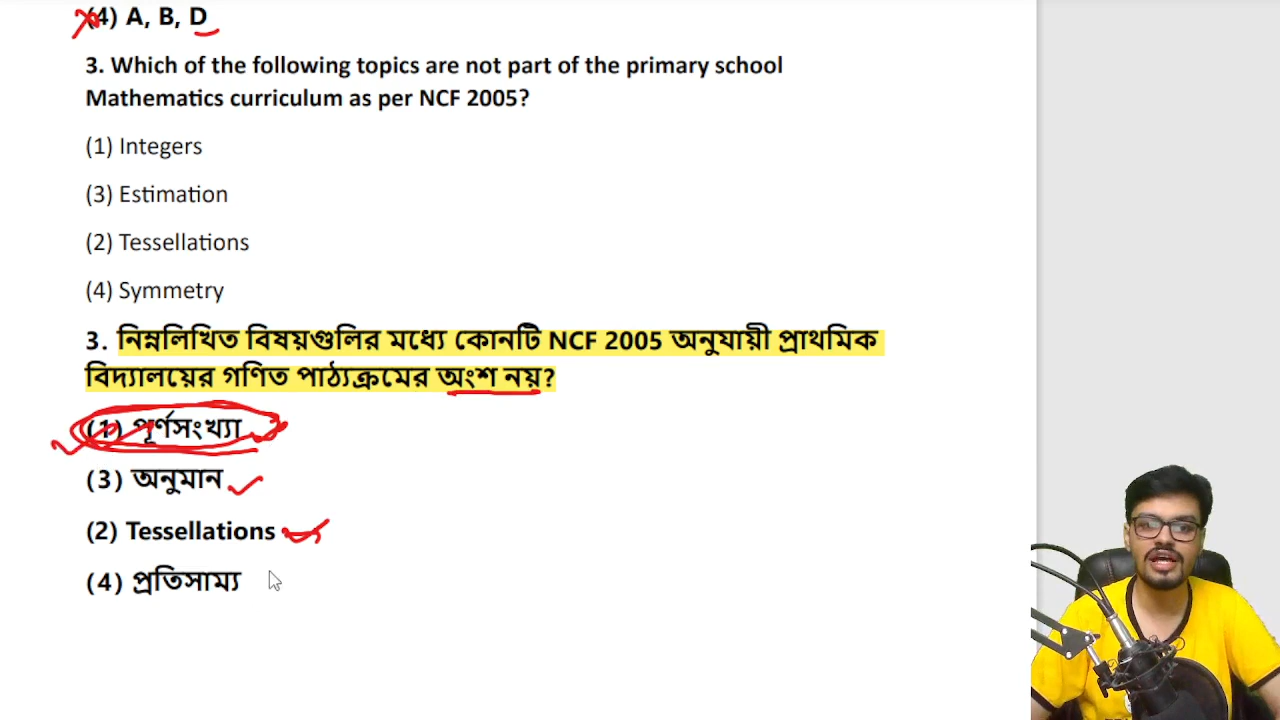 (4) A, B, D
3. Which of the following topics are not part of the primary school
Mathematics curriculum as per NCF 2005?
(1) Integers
(3) Estimation
(2) Tessellations
(4) Symmetry
3. নিম্নলিখিত বিষয়গুলির মধ্যে কোনটি NCF 2005 অনুযায়ী প্রাথমিক
বিদ্যালয়ের গণিত পাঠ্যক্রমের অংশ নয়?
(1) পূর্ণসংখ্যা
(3) অনুমান
(2) Tessellations
(4) প্রতিসাম্য